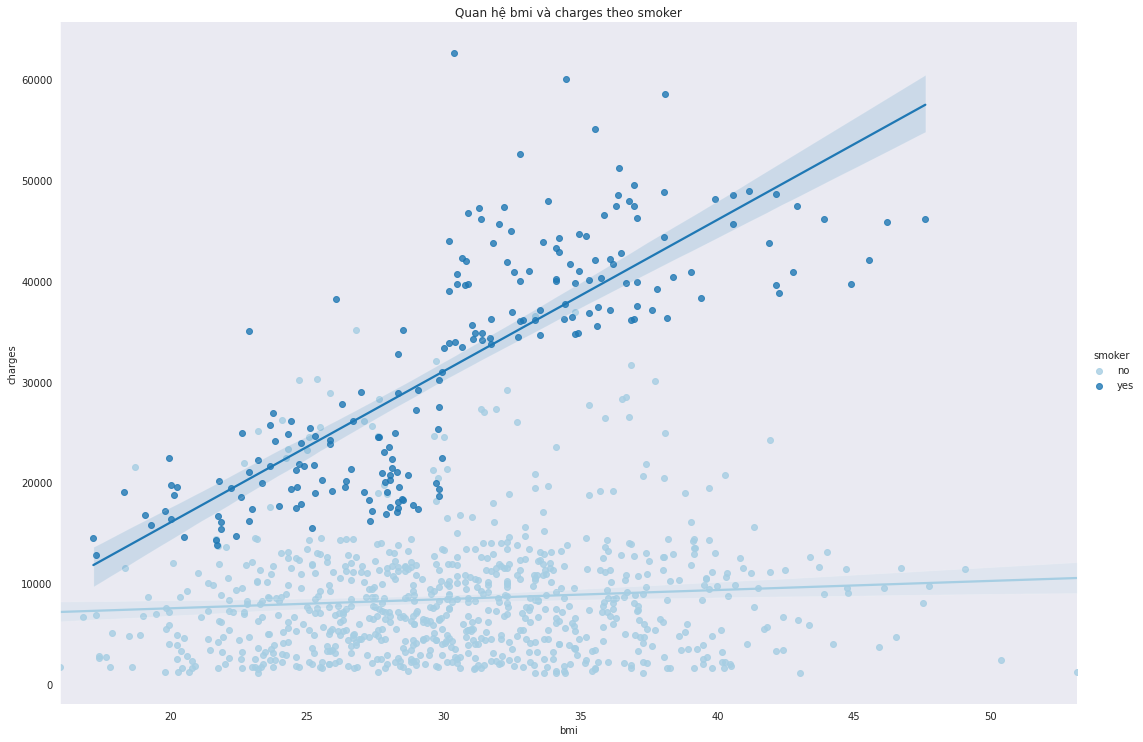 Quan hệ bmi và charges theo smoker
60000
50000
40000
30000
20000
10000
0
charges
20
25
30
35
40
45
50
bmi
smoker
no
yes